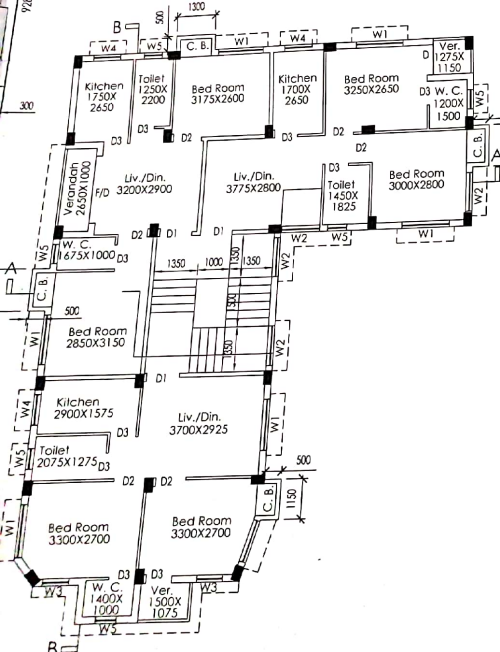 920
B
500
1300
W4
W5
C. B.
W1
W4
W1
Ver.
1275X
1150
D
Kitchen
1750X
2650
Toilet
1250X
2200
Bed Room
3175X2600
Kitchen
1700X
2650
Bed Room
3250X2650
W. C.
1200X
1500
W5
300
D3
D3
D2
D3
D2
D3
C. B.
A
Verandah
2650X1000
F/D
Liv./Din.
3200X2900
Liv./Din.
3775X2800
D2
D3
Toilet
1450X
1825
Bed Room
3000X2800
W2
W5
D2
D1
D1
W2
W5
W1
W. C.
1675X1000
D3
1350
1000
1350
1350
W2
A
C. B.
500
500
Bed Room
2850X3150
W1
1350
W2
D1
Kitchen
2900X1575
W4
D3
Liv./Din.
3700X2925
W1
Toilet
2075X1275
W5
D3
D2
D2
500
C. B.
1150
Bed Room
3300X2700
Bed Room
3300X2700
W1
W3
W. C.
1400X
1000
D3
D3
Ver.
1500X
1075
W3
W5
B